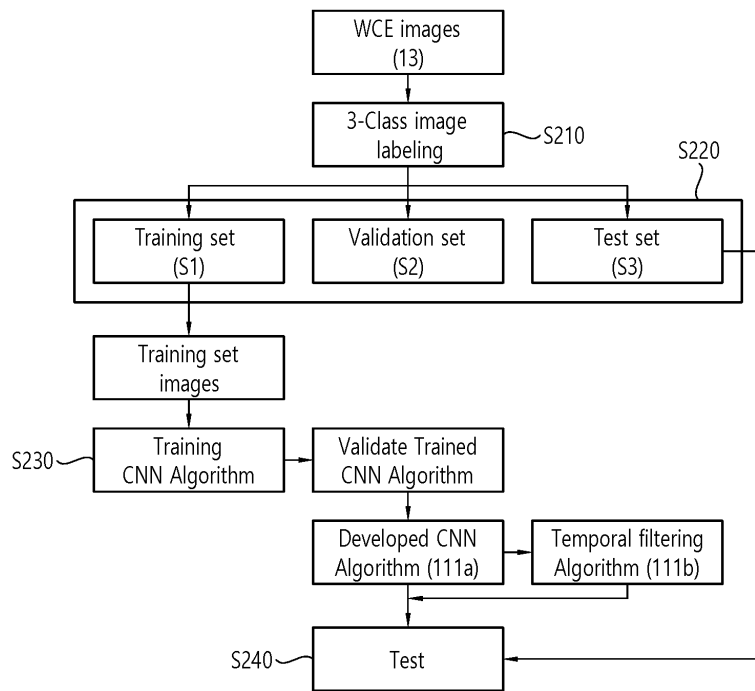 WCE images
(13)
3-Class image
labeling
S210
S220
Training set
(S1)
Validation set
(S2)
Test set
(S3)
Training set
images
S230
Training
CNN Algorithm
Validate Trained
CNN Algorithm
Developed CNN
Algorithm (111a)
Temporal filtering
Algorithm (111b)
S240
Test